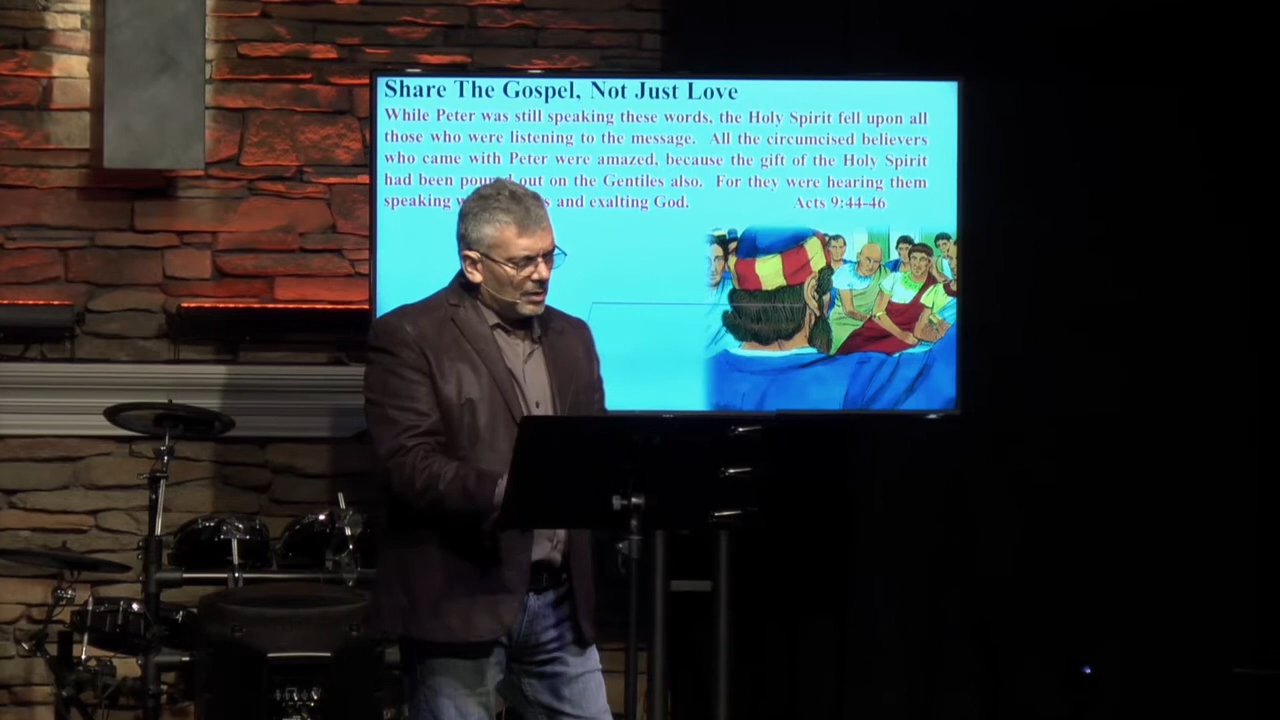 Share The Gospel, Not Just Love
While Peter was still speaking these words, the Holy Spirit fell upon all
those who were listening to the message. All the circumcised believers
who came with Peter were amazed, because the gift of the Holy Spirit
had been out on the Gentiles also. For they were hearing them
speaking and exalting God. Acts 9:44-46